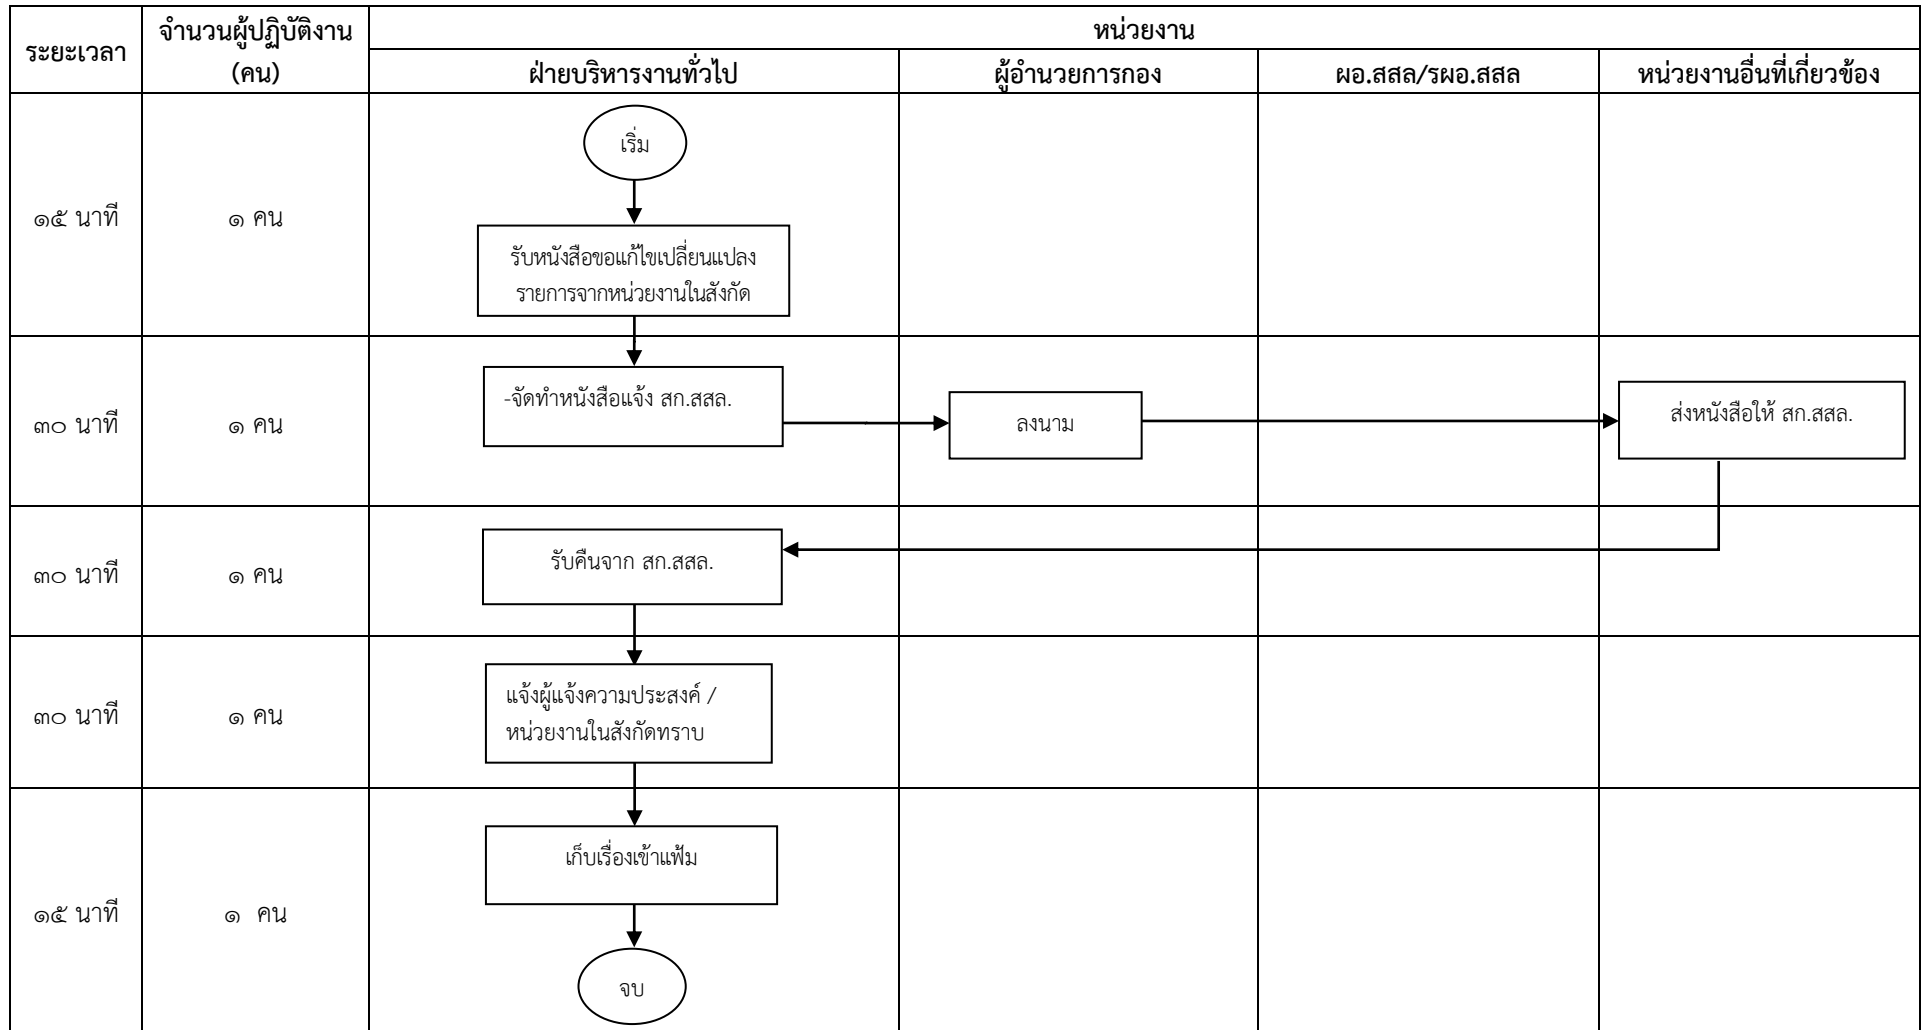 ระยะเวลา
จำนวนผู้ปฏิบัติงาน
(คน)
หน่วยงาน
ฝ่ายบริหารงานทั่วไป
ผู้อำนวยการกอง
ผอ.สสล/รผอ.สสล
หน่วยงานอื่นที่เกี่ยวข้อง
เริ่ม
๑๕ นาที
๑ คน
รับหนังสือขอแก้ไขเปลี่ยนแปลง
รายการจากหน่วยงานในสังกัด
๓๐ นาที
๑ คน
-จัดทำหนังสือแจ้ง สก.สสล.
ลงนาม
ส่งหนังสือให้ สก.สสล.
๓๐ นาที
๑ คน
รับคืนจาก สก.สสล.
๓๐ นาที
๑ คน
แจ้งผู้แจ้งความประสงค์ /
หน่วยงานในสังกัดทราบ
๑๕ นาที
๑ คน
เก็บเรื่องเข้าแฟ้ม
จบ